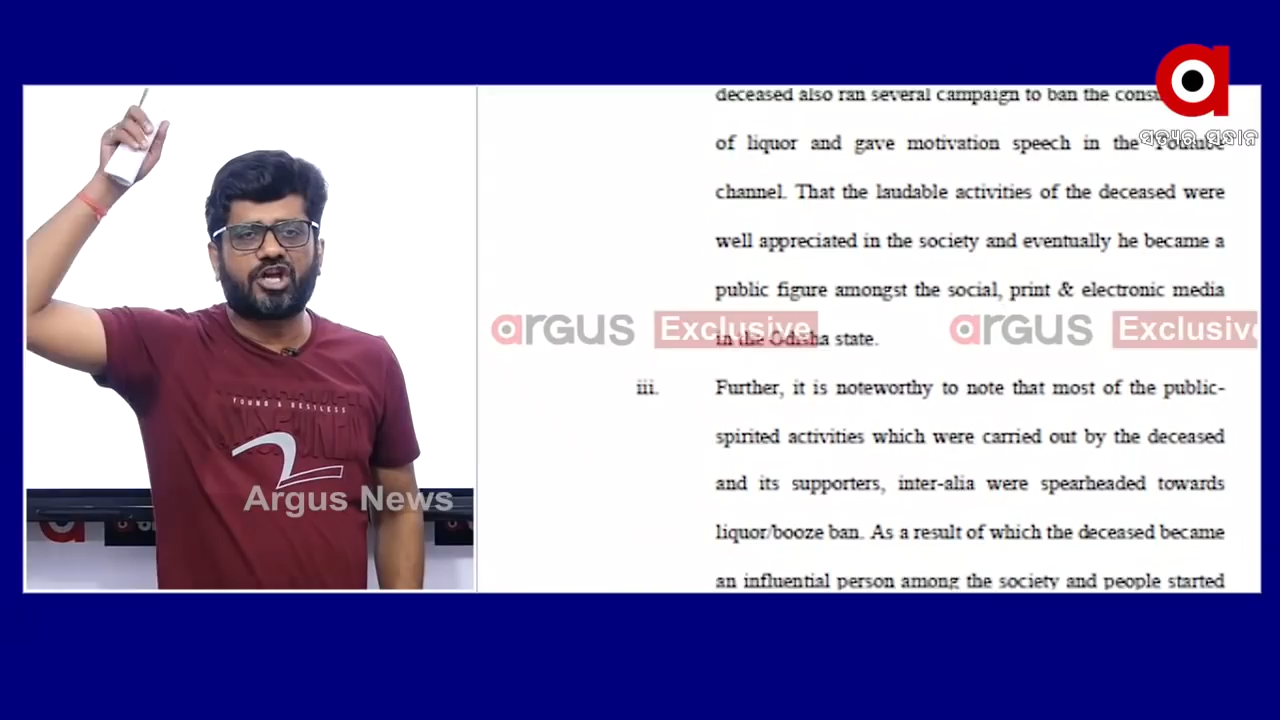 deceased also ran several campaign to ban the
of liquor and gave motivation speech in the Youtube
channel. That the laudable activities of the deceased were
well appreciated in the society and eventually he became a
public figure amongst the social, print & electronic media
in the Odisha state.
argus Exclusive
argus Exclusive
iii. Further, it is noteworthy to note that most of the public-
spirited activities which were carried out by the deceased
and its supporters, inter-alia were spearheaded towards
liquor/booze ban. As a result of which the deceased became
an influential person among the society and people started
YOUNG & RESTLESS
Argus News